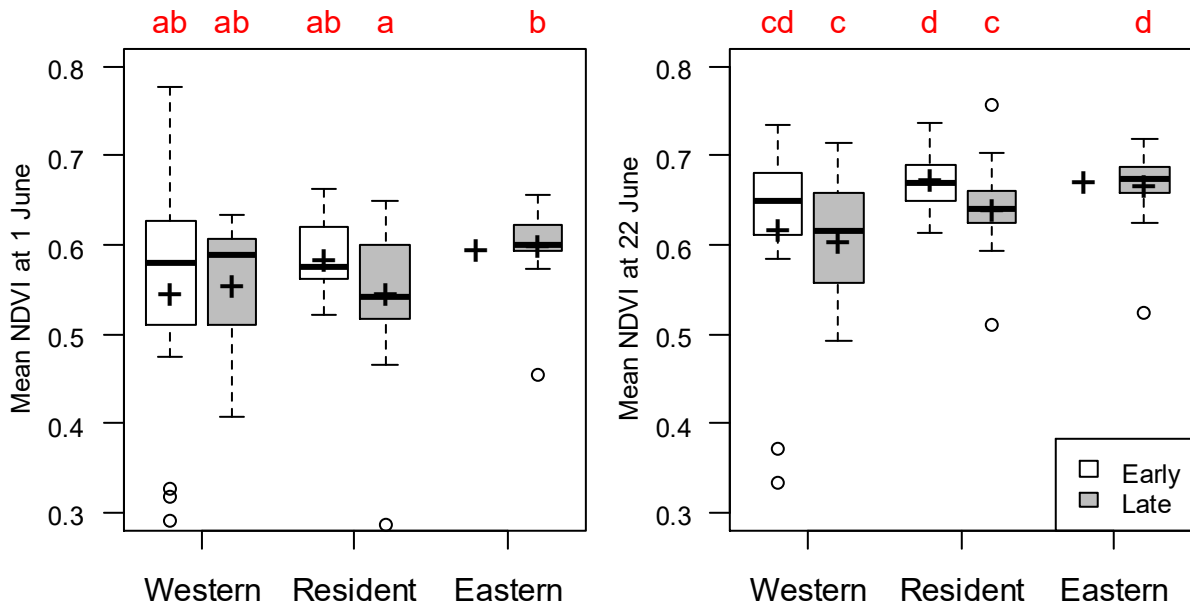 ab ab ab a b
Mean NDVI at 1 June
0.8
0.7
0.6
0.5
0.4
0.3
Western Resident Eastern
cd c d c d
Mean NDVI at 22 June
0.8
0.7
0.6
0.5
0.4
0.3
Early
Late
Western Resident Eastern